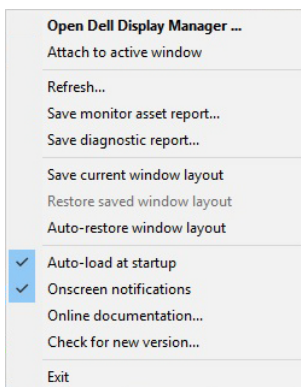 Open Dell Display Manager ...
Attach to active window
Refresh...
Save monitor asset report...
Save diagnostic report...
Save current window layout
Restore saved window layout
Auto-restore window layout
Auto-load at startup
Onscreen notifications
Online documentation...
Check for new version...
Exit